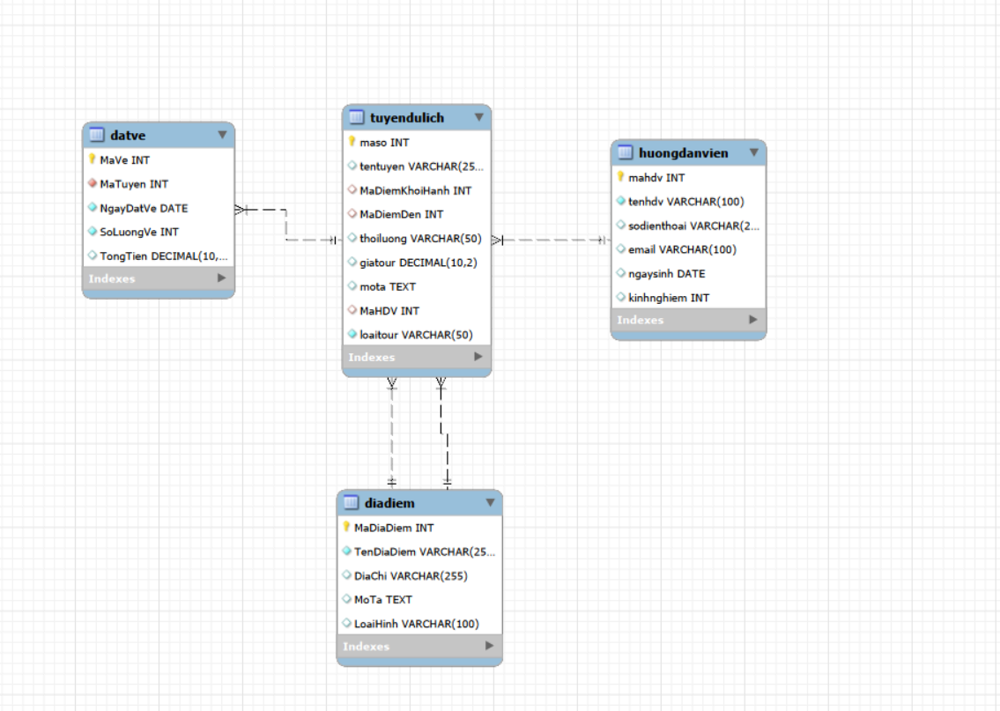 datve
MaVe INT
MaTuyen INT
NgayDatVe DATE
SoLuongVe INT
TongTien DECIMAL(10,...
Indexes
tuyendulich
maso INT
tentuyen VARCHAR(25...
MaDiemKhoiHanh INT
MaDiemDen INT
thoiluong VARCHAR(50)
giatour DECIMAL(10,2)
mota TEXT
MaHDV INT
loaitour VARCHAR(50)
Indexes
huongdanvien
mahdv INT
tenhdv VARCHAR(100)
sodienthoai VARCHAR(2...
email VARCHAR(100)
ngaysinh DATE
kinhnghiem INT
Indexes
diadiem
MaDiaDiem INT
TenDiaDiem VARCHAR(25...
DiaChi VARCHAR(255)
MoTa TEXT
LoaiHinh VARCHAR(100)
Indexes